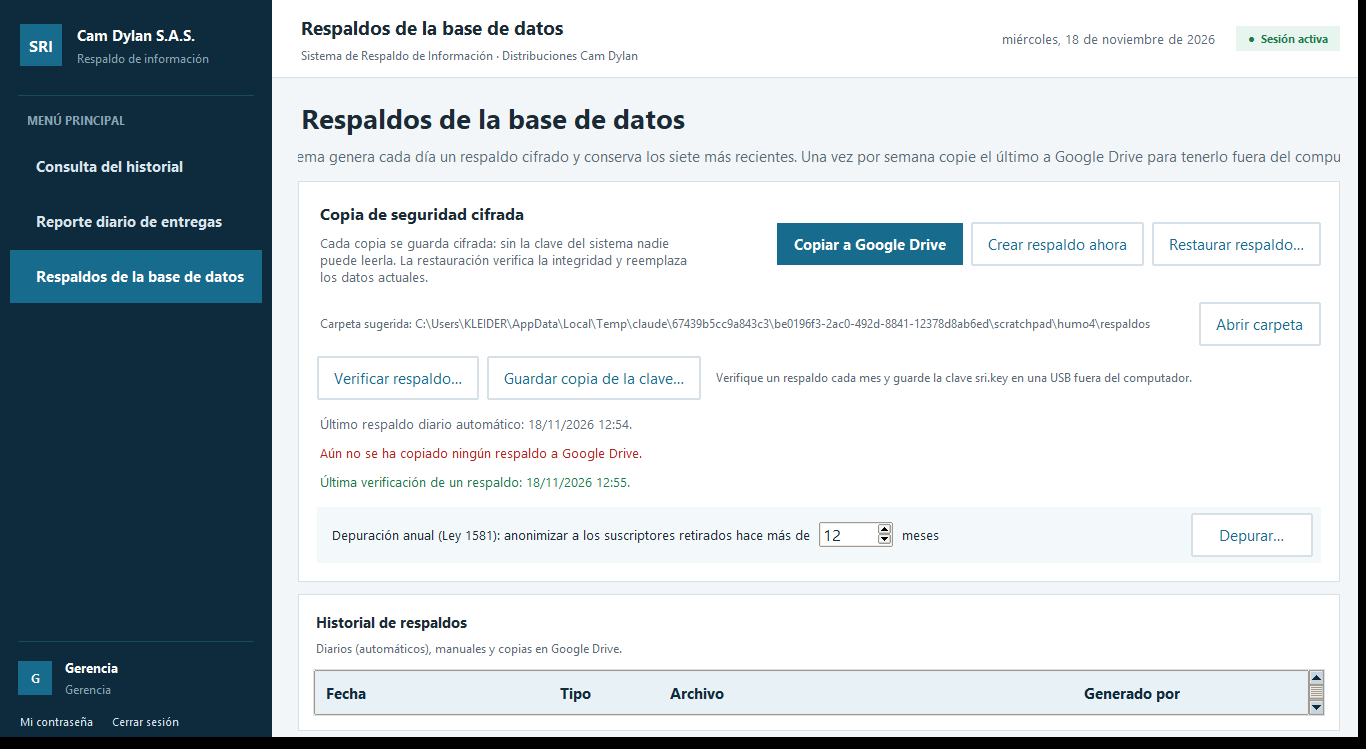 SRI
Cam Dylan S.A.S.
Respaldo de información
MENÚ PRINCIPAL
Consulta del historial
Reporte diario de entregas
Respaldos de la base de datos
G
Gerencia
Gerencia
Mi contraseña Cerrar sesión
Respaldos de la base de datos
Sistema de Respaldo de Información · Distribuciones Cam Dylan
miércoles, 18 de noviembre de 2026
● Sesión activa
Respaldos de la base de datos
ema genera cada día un respaldo cifrado y conserva los siete más recientes. Una vez por semana copie el último a Google Drive para tenerlo fuera del compu
Copia de seguridad cifrada
Cada copia se guarda cifrada: sin la clave del sistema nadie
puede leerla. La restauración verifica la integridad y reemplaza
los datos actuales.
Copiar a Google Drive Crear respaldo ahora Restaurar respaldo...
Carpeta sugerida: C:\Users\KLEIDER\AppData\Local\Temp\claude\67439b5cc9a843c3\be0196f3-2ac0-492d-8841-12378d8ab6ed\scratchpad\humo4\respaldos
Abrir carpeta
Verificar respaldo... Guardar copia de la clave... Verifique un respaldo cada mes y guarde la clave sri.key en una USB fuera del computador.
Último respaldo diario automático: 18/11/2026 12:54.
Aún no se ha copiado ningún respaldo a Google Drive.
Última verificación de un respaldo: 18/11/2026 12:55.
Depuración anual (Ley 1581): anonimizar a los suscriptores retirados hace más de 12 meses Depurar...
Historial de respaldos
Diarios (automáticos), manuales y copias en Google Drive.
Fecha Tipo Archivo Generado por